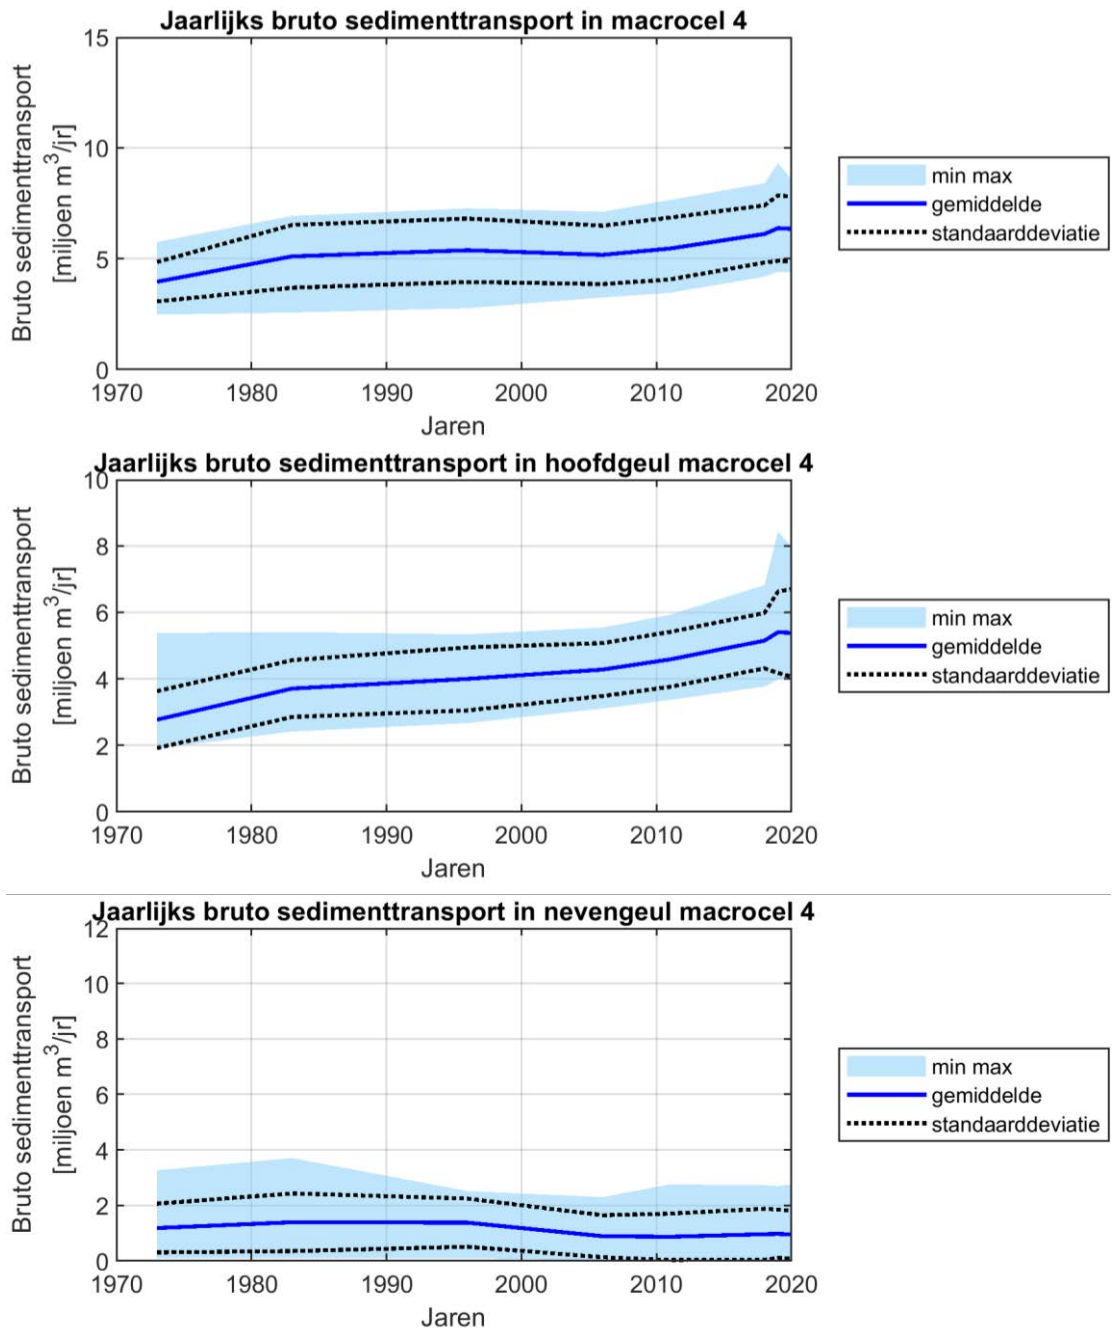 Jaarlijks bruto sedimenttransport in macrocel 4
Bruto sedimenttransport
[miljoen m³/jr]
15
10
5
0
1970 1980 1990 2000 2010 2020
Jaren
min max
gemiddelde
standaarddeviatie
Jaarlijks bruto sedimenttransport in hoofdgeul macrocel 4
Bruto sedimenttransport
[miljoen m³/jr]
10
8
6
4
2
0
1970 1980 1990 2000 2010 2020
Jaren
min max
gemiddelde
standaarddeviatie
Jaarlijks bruto sedimenttransport in nevengeul macrocel 4
Bruto sedimenttransport
[miljoen m³/jr]
12
10
8
6
4
2
0
1970 1980 1990 2000 2010 2020
Jaren
min max
gemiddelde
standaarddeviatie